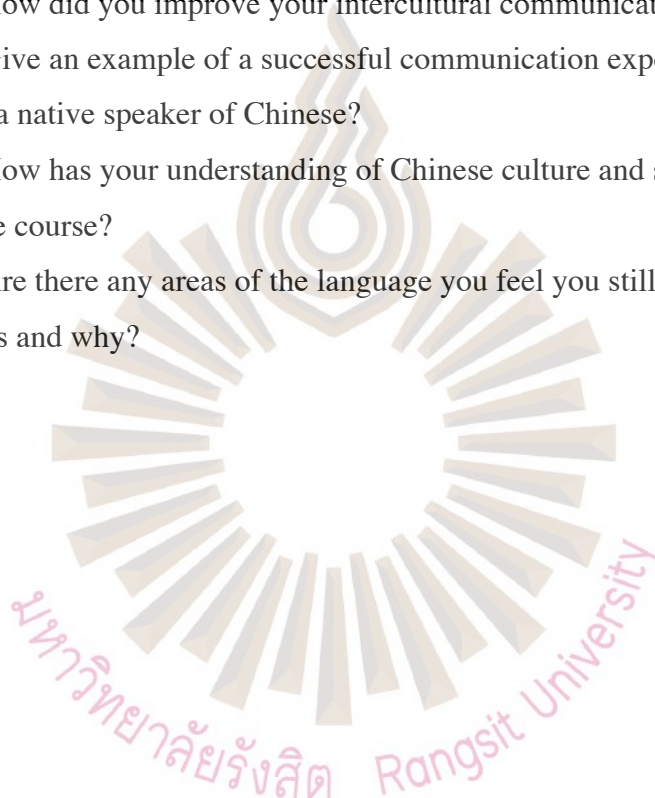 ow did you improve your intercultural communicat
ive an example of a successful communication exp
a native speaker of Chinese?
ow has your understanding of Chinese culture and s
e course?
re there any areas of the language you feel you still
s and why?
มหาวิทยาลัยรังสิต Rangsit University